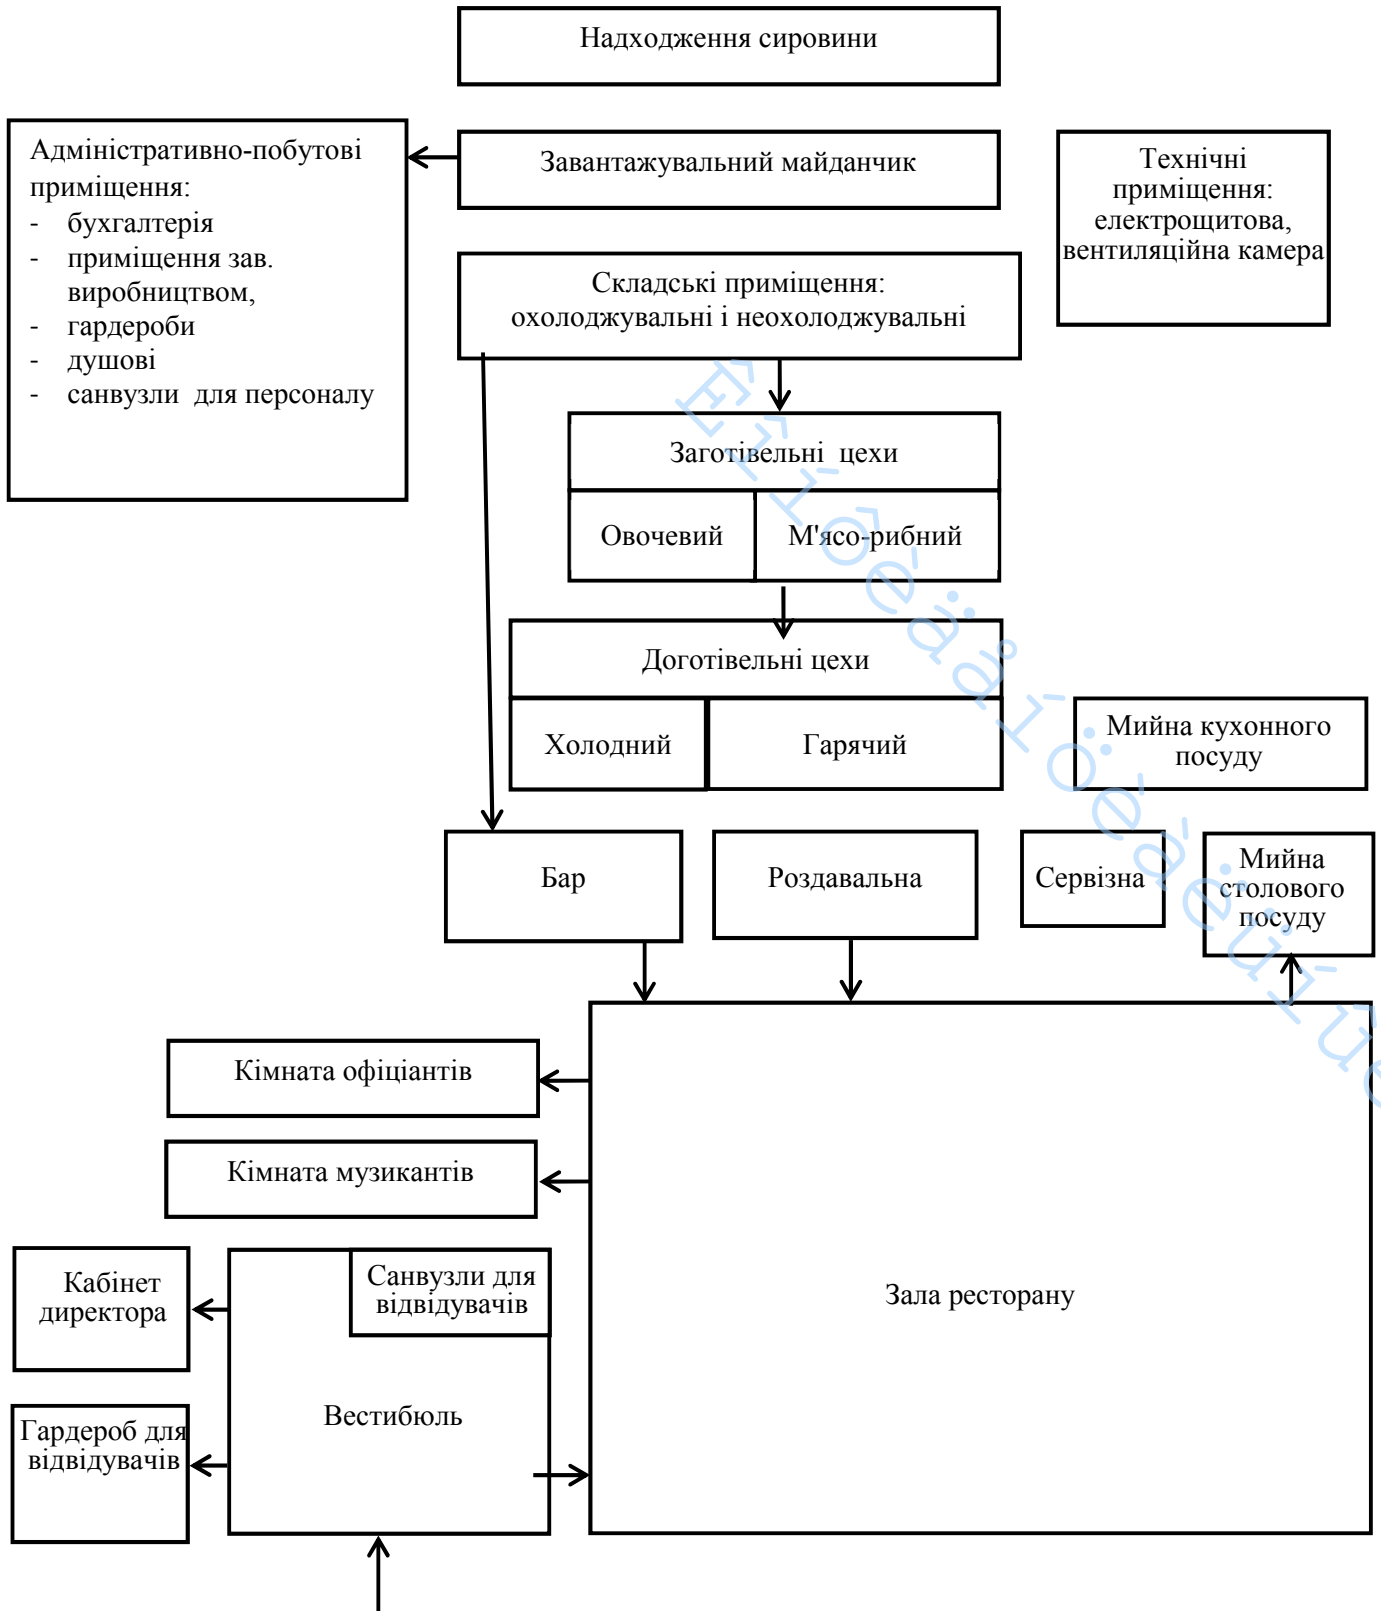 Надходження сировини
Адміністративно-побутові
приміщення:
- бухгалтерія
- приміщення зав.
виробництвом,
- гардероби
- душові
- санвузли для персоналу
Завантажувальний майданчик
Технічні
приміщення:
електрощитова,
вентиляційна камера
Складські приміщення:
охолоджувальні і неохолоджувальні
Заготівельні цехи
Овочевий
М'ясо-рибний
Доготівельні цехи
Холодний
Гарячий
Мийна кухонного
посуду
Бар
Роздавальна
Сервізна
Мийна
столового
посуду
Кімната офіціантів
Кімната музикантів
Кабінет
директора
Санвузли для
відвідувачів
Зала ресторану
Вестибюль
Гардероб для
відвідувачів